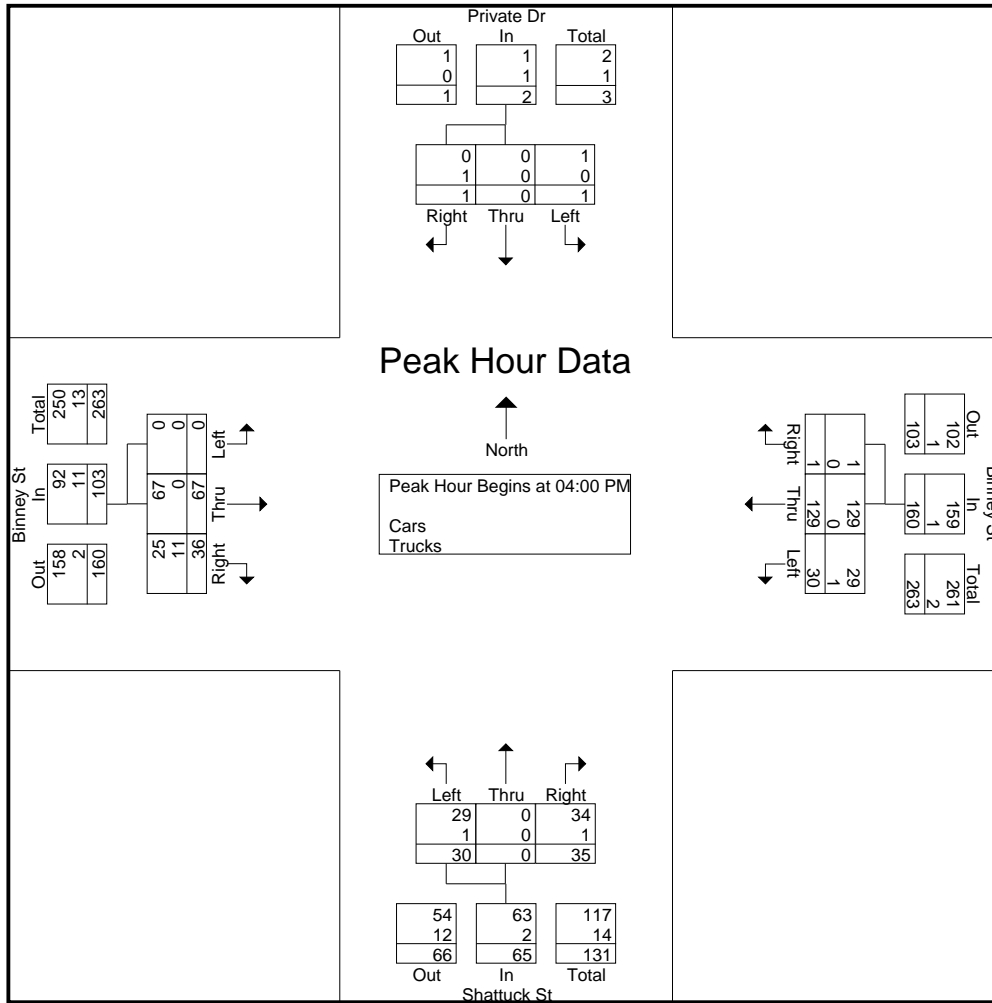 Private Dr
Out In Total
1 1 2
0 1 1
1 2 3
0 0 1
1 0 0
1 0 1
Right Thru Left
Peak Hour Data
North
Peak Hour Begins at 04:00 PM
Cars
Trucks
Binney St
Total In Out
250 92 158
13 11 2
263 103 160
0 67 25
0 0 11
0 67 36
Left Thru Right
Binney St
Out In Total
102 159 261
1 1 2
103 160 263
1 129 29
0 0 1
1 129 30
Right Thru Left
Left Thru Right
29 0 34
1 0 1
30 0 35
54 63 117
12 2 14
66 65 131
Out In Total
Shattuck St